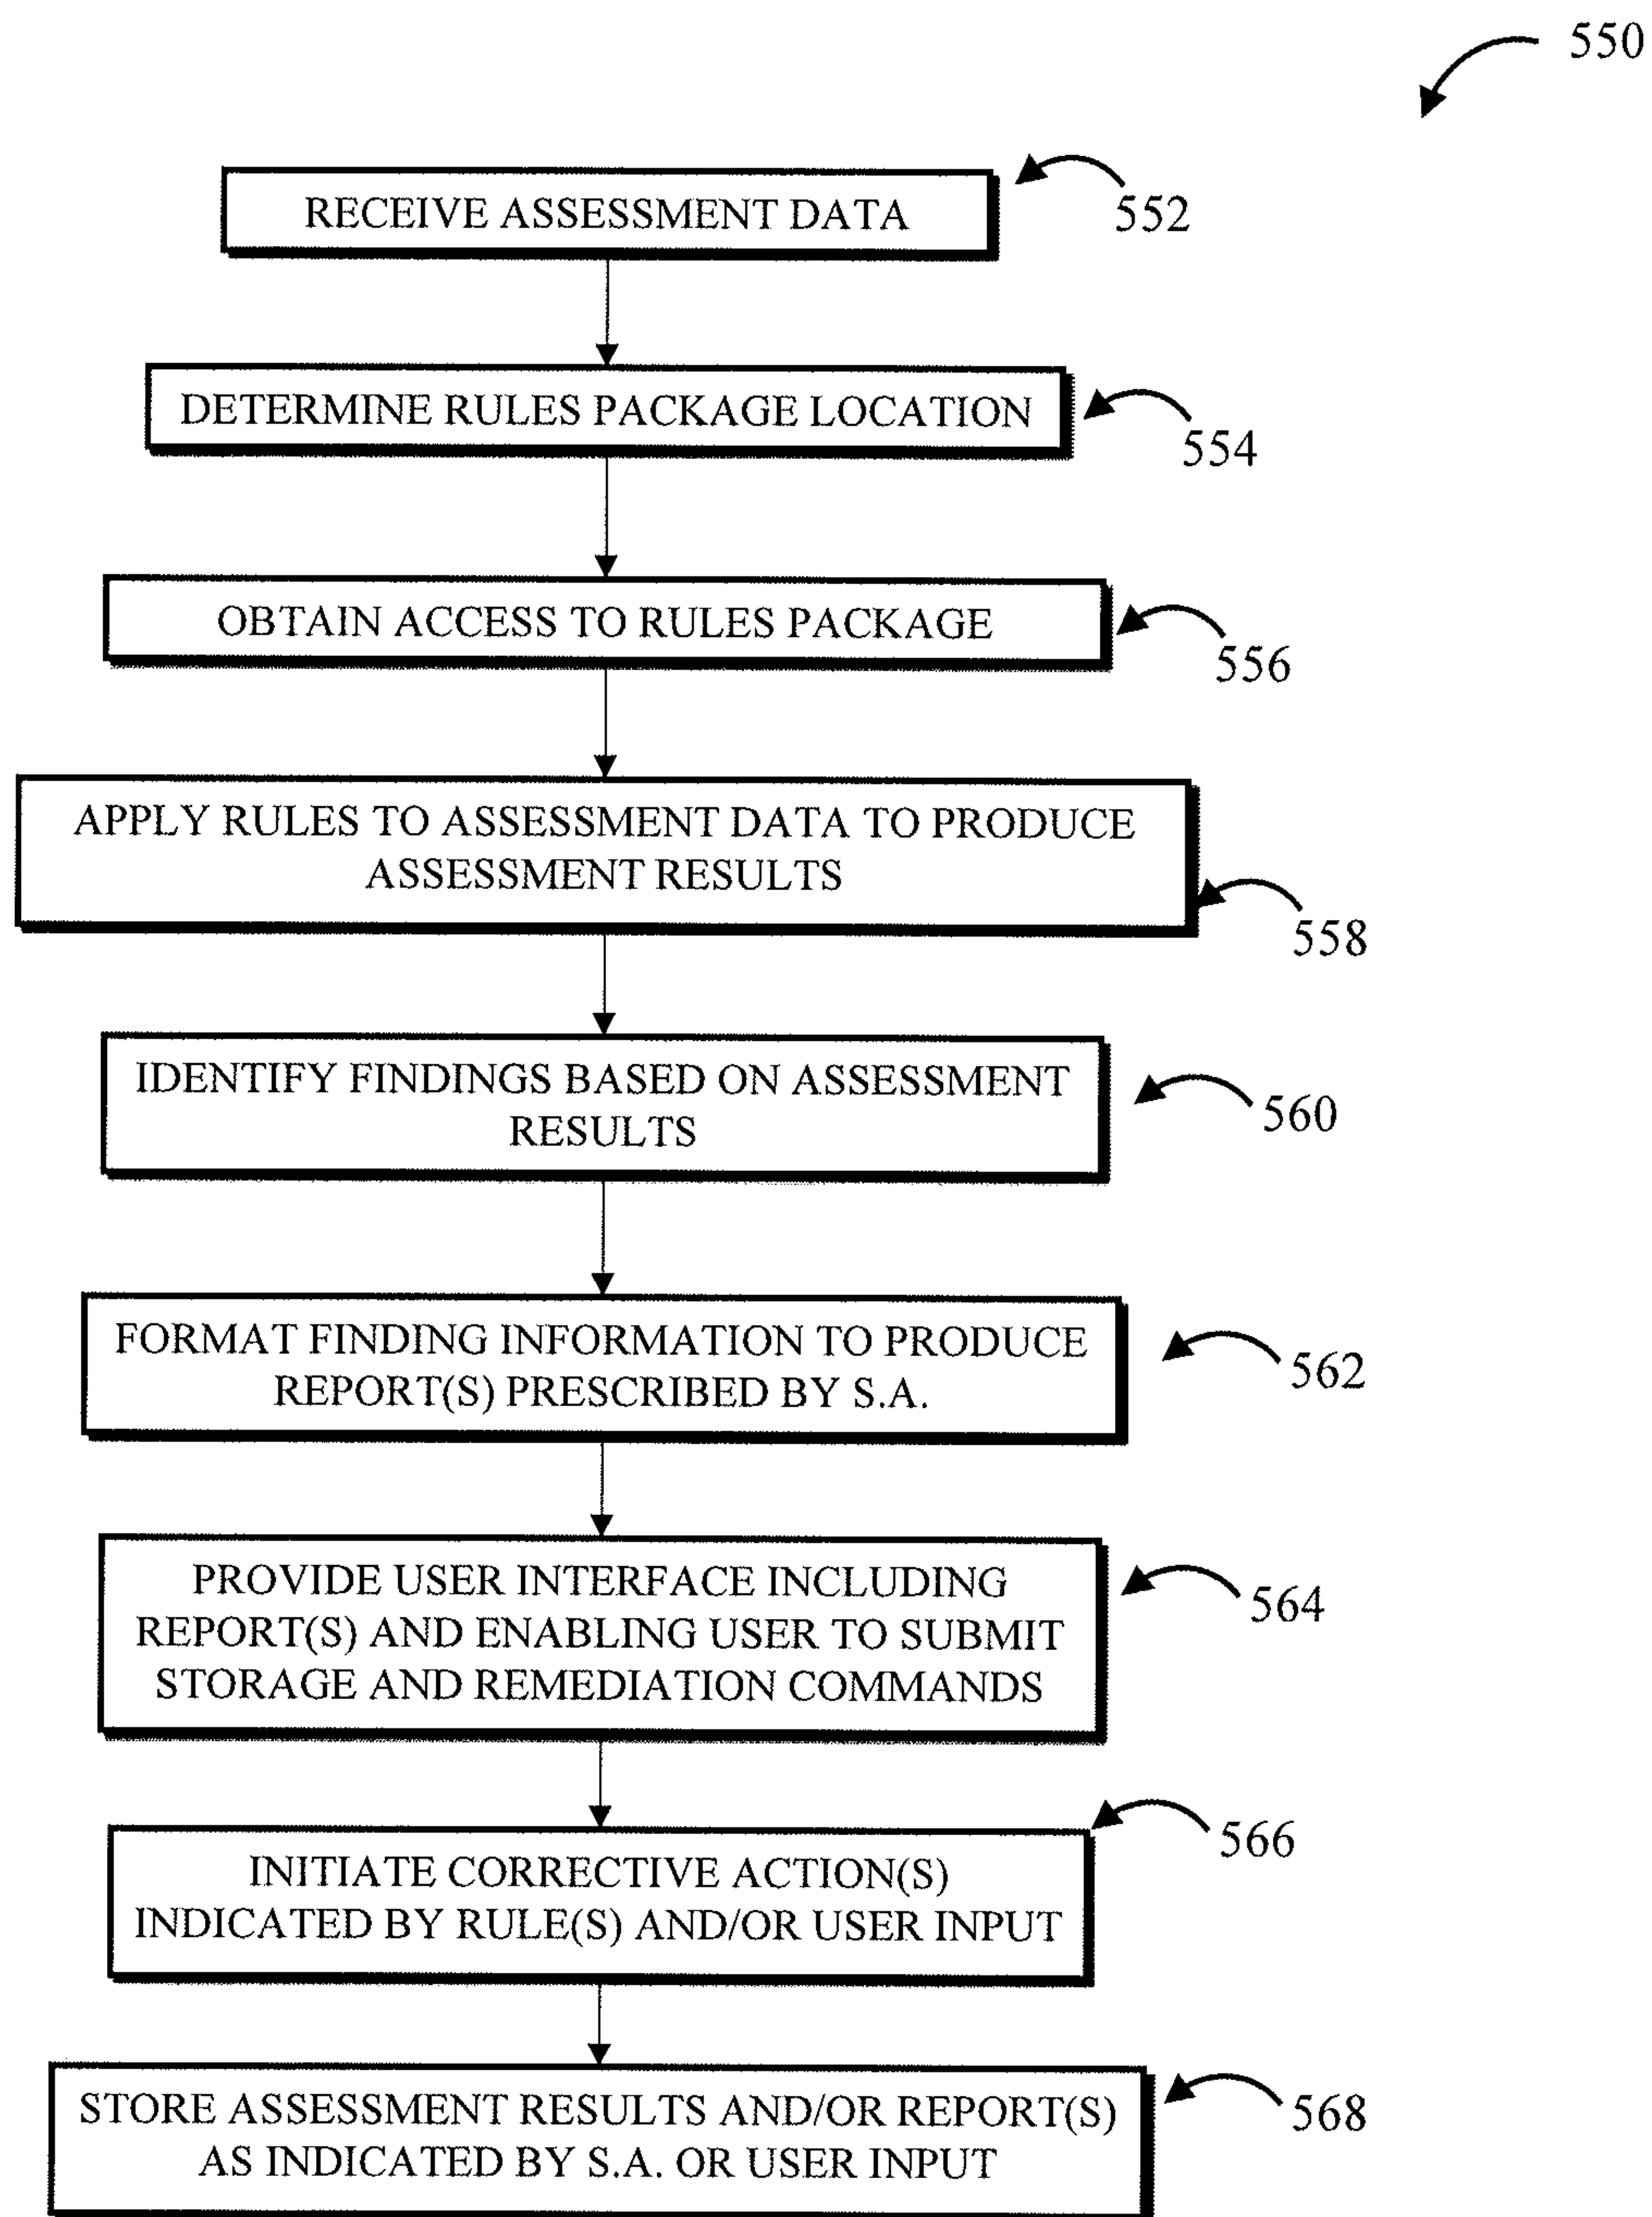 550
RECEIVE ASSESSMENT DATA
552
DETERMINE RULES PACKAGE LOCATION
554
OBTAIN ACCESS TO RULES PACKAGE
556
APPLY RULES TO ASSESSMENT DATA TO PRODUCE
ASSESSMENT RESULTS
558
IDENTIFY FINDINGS BASED ON ASSESSMENT
RESULTS
560
FORMAT FINDING INFORMATION TO PRODUCE
REPORT(S) PRESCRIBED BY S.A.
562
PROVIDE USER INTERFACE INCLUDING
REPORT(S) AND ENABLING USER TO SUBMIT
STORAGE AND REMEDIATION COMMANDS
564
INITIATE CORRECTIVE ACTION(S)
INDICATED BY RULE(S) AND/OR USER INPUT
566
STORE ASSESSMENT RESULTS AND/OR REPORT(S)
AS INDICATED BY S.A. OR USER INPUT
568